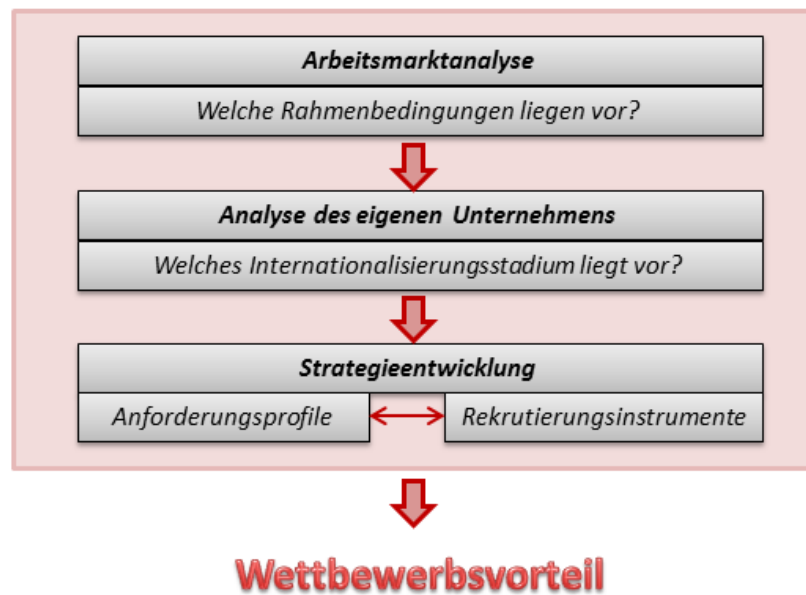 Arbeitsmarktanalyse
Welche Rahmenbedingungen liegen vor?
Analyse des eigenen Unternehmens
Welches Internationalisierungsstadium liegt vor?
Strategieentwicklung
Anforderungsprofile
Rekrutierungsinstrumente
Wettbewerbsvorteil